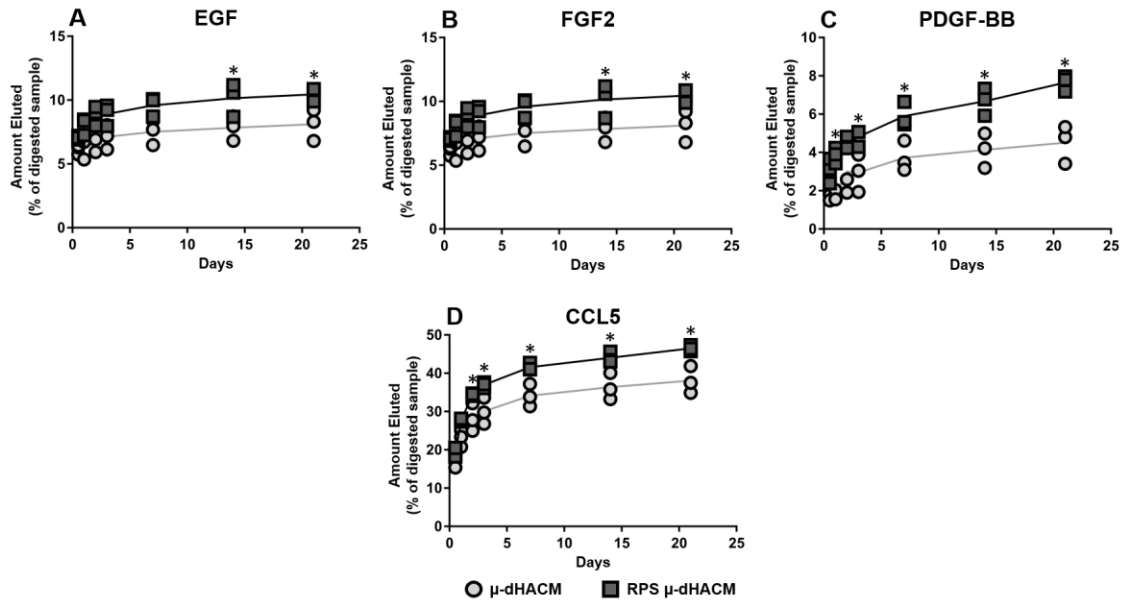 A EGF
Amount Eluted
(% of digested sample)
15
10
5
0
* *
0 5 10 15 20 25
Days
B FGF2
Amount Eluted
(% of digested sample)
15
10
5
0
* *
0 5 10 15 20 25
Days
C PDGF-BB
Amount Eluted
(% of digested sample)
10
8
6
4
2
0
* * * * *
0 5 10 15 20 25
Days
D CCL5
Amount Eluted
(% of digested sample)
50
40
30
20
10
0
* * * * *
0 5 10 15 20 25
Days
μ-dHACM RPS μ-dHACM